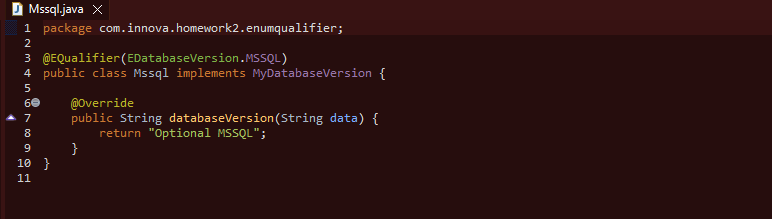 Mssql.java
1 package com.innova.homework2.enumqualifier;
2
3 @EQualifier(EDatabaseVersion.MSSQL)
4 public class Mssql implements MyDatabaseVersion {
5
6     @Override
7     public String databaseVersion(String data) {
8         return "Optional MSSQL";
9     }
10 }
11